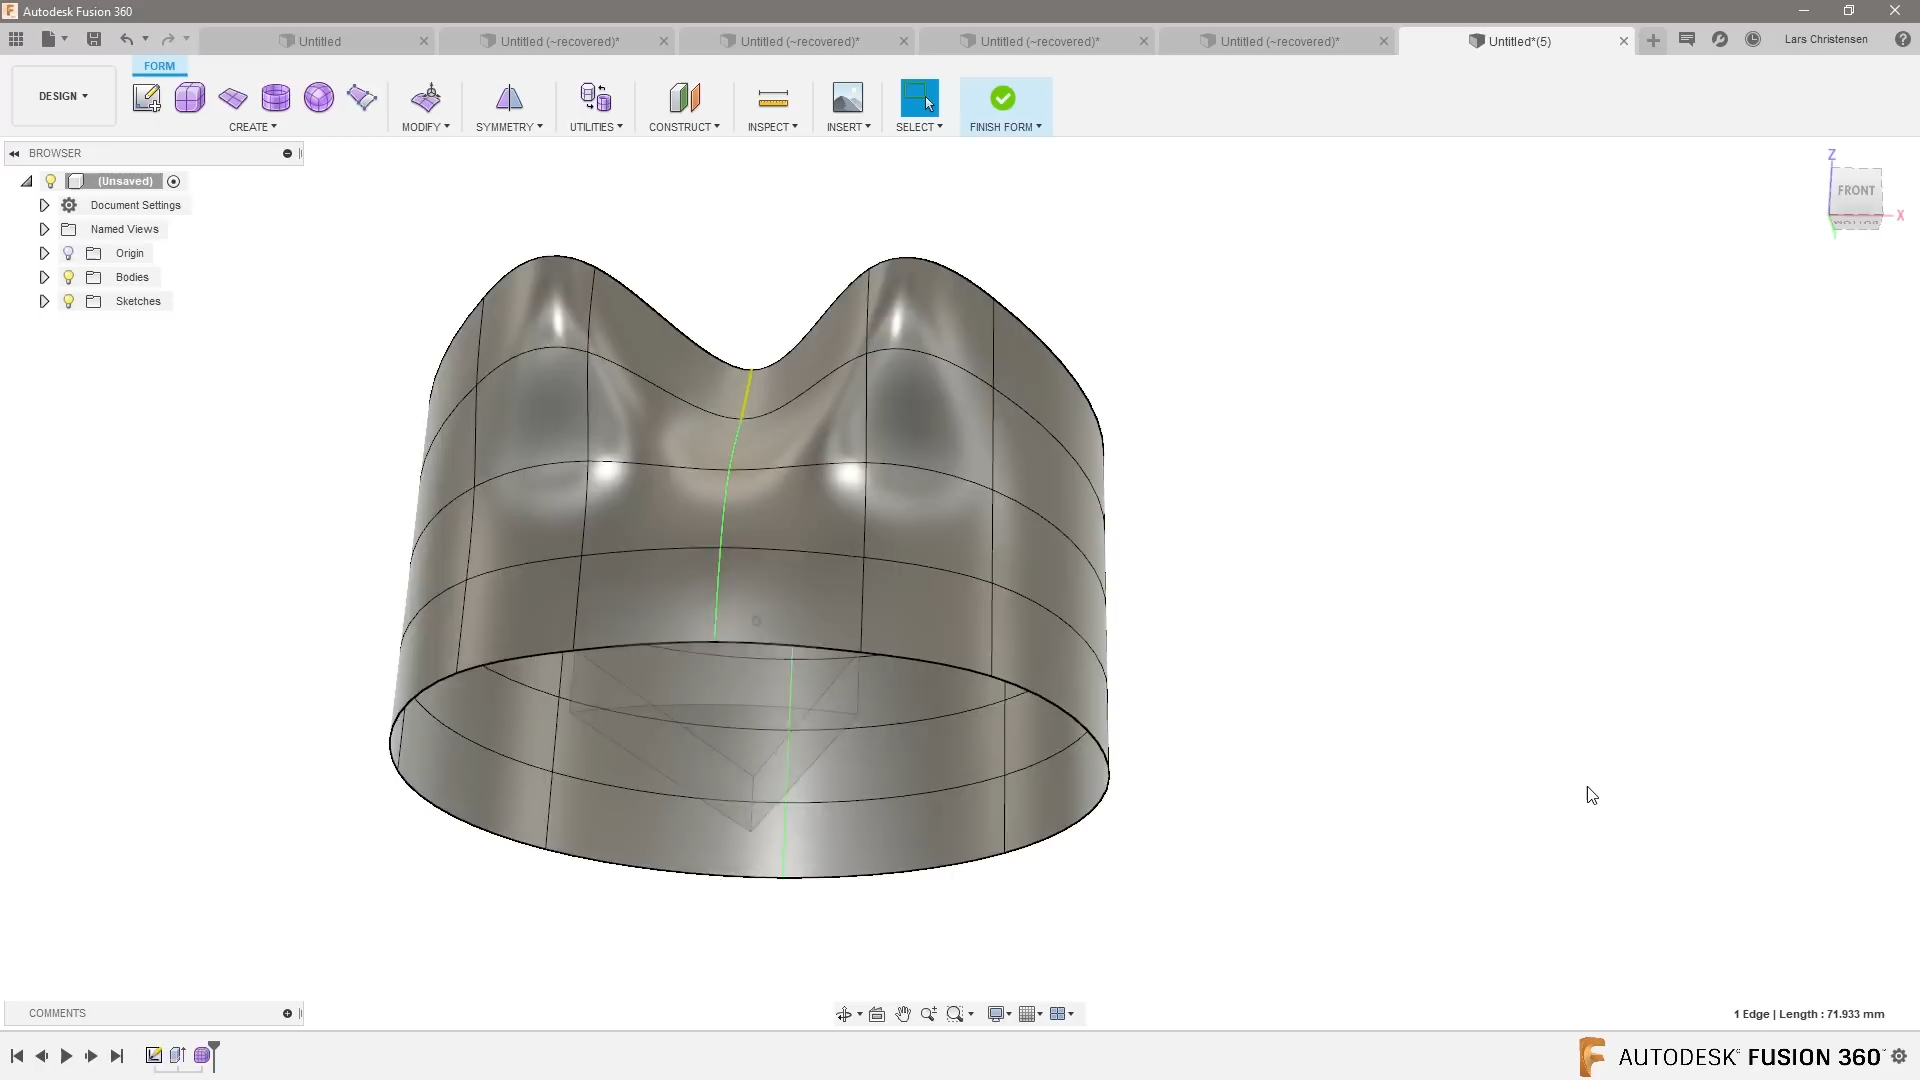 Autodesk Fusion 360
Untitled
Untitled (~recovered)*
Untitled (~recovered)*
Untitled (~recovered)*
Untitled (~recovered)*
Untitled*(5)
Lars Christensen
FORM
DESIGN
CREATE
MODIFY
SYMMETRY
UTILITIES
CONSTRUCT
INSPECT
INSERT
SELECT
FINISH FORM
BROWSER
(Unsaved)
Document Settings
Named Views
Origin
Bodies
Sketches
Z
FRONT
X
BOTTOM
COMMENTS
1 Edge | Length : 71.933 mm
AUTODESK FUSION 360